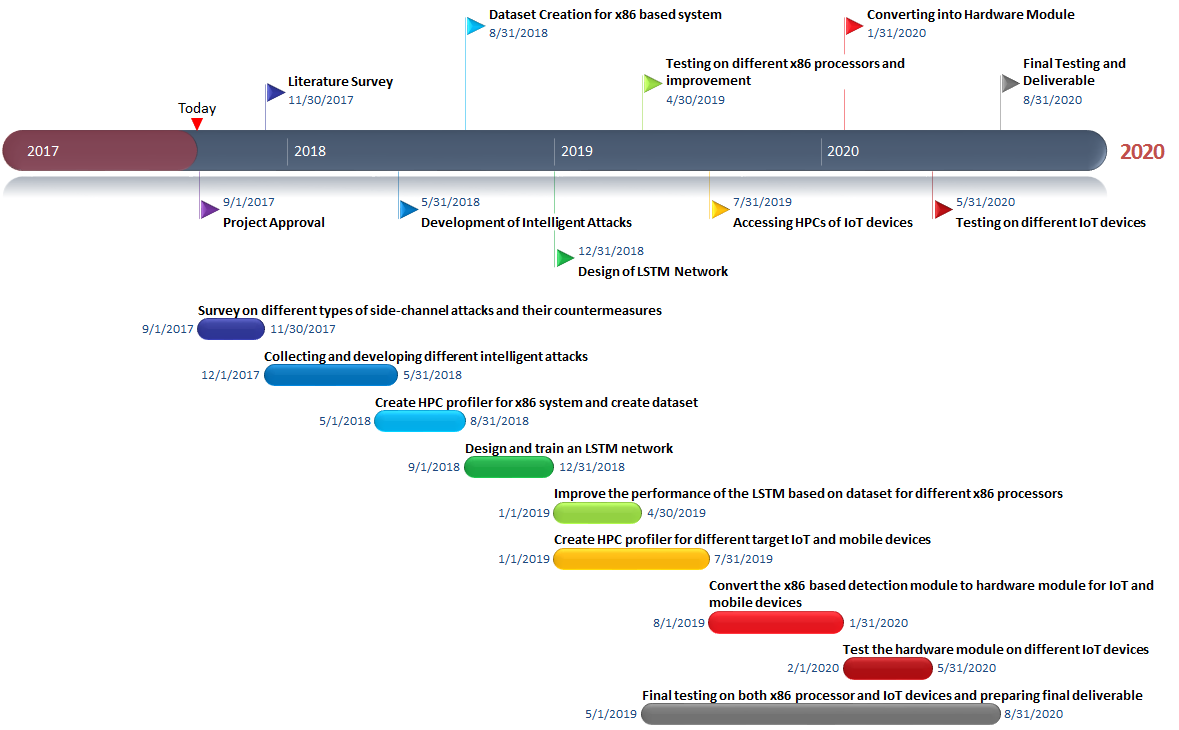 Dataset Creation for x86 based system
8/31/2018
Converting into Hardware Module
1/31/2020
Literature Survey
11/30/2017
Testing on different x86 processors and
improvement
4/30/2019
Final Testing and
Deliverable
8/31/2020
Today
2017
2018
2019
2020
2020
9/1/2017
Project Approval
5/31/2018
Development of Intelligent Attacks
12/31/2018
Design of LSTM Network
7/31/2019
Accessing HPCs of IoT devices
5/31/2020
Testing on different IoT devices
Survey on different types of side-channel attacks and their countermeasures
9/1/2017
11/30/2017
Collecting and developing different intelligent attacks
12/1/2017
5/31/2018
Create HPC profiler for x86 system and create dataset
5/1/2018
8/31/2018
Design and train an LSTM network
9/1/2018
12/31/2018
Improve the performance of the LSTM based on dataset for different x86 processors
1/1/2019
4/30/2019
Create HPC profiler for different target IoT and mobile devices
1/1/2019
7/31/2019
Convert the x86 based detection module to hardware module for IoT and
mobile devices
8/1/2019
1/31/2020
Test the hardware module on different IoT devices
2/1/2020
5/31/2020
Final testing on both x86 processor and IoT devices and preparing final deliverable
5/1/2019
8/31/2020